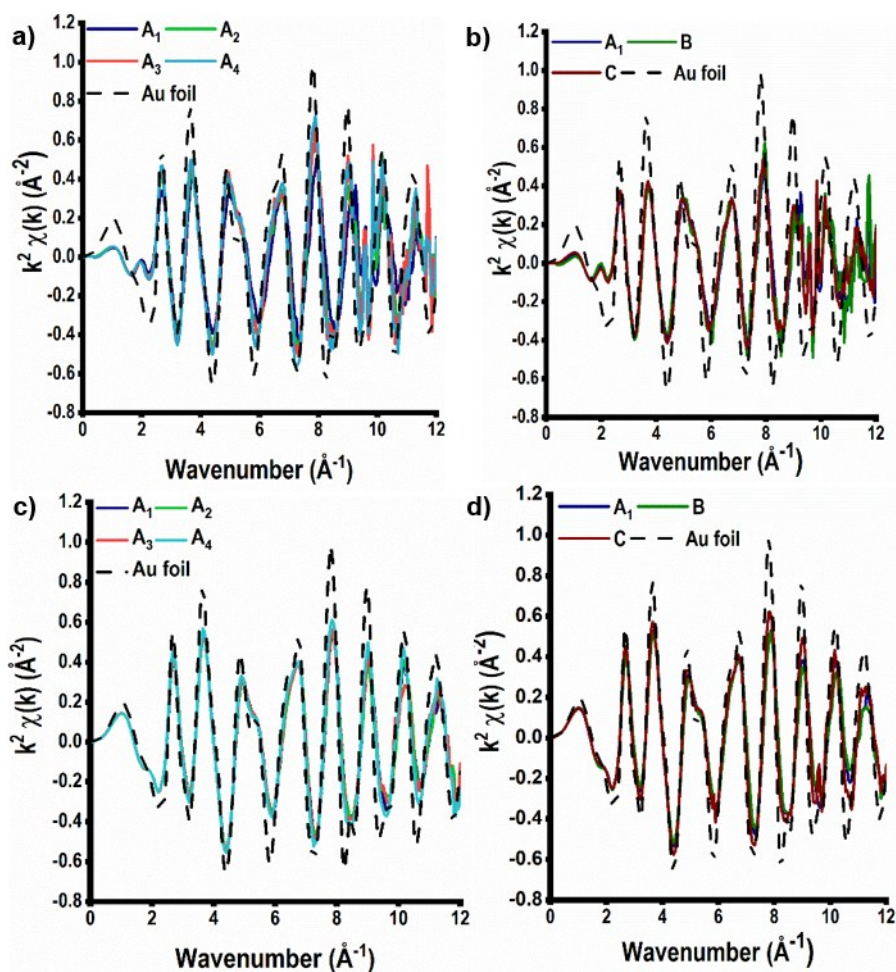 a)
A₁ A₂
A₃ A₄
Au foil
1.2
1.0
0.8
0.6
0.4
0.2
0.0
-0.2
-0.4
-0.6
-0.8
k² χ(k) (Å⁻²)
0 2 4 6 8 10 12
Wavenumber (Å⁻¹)
b)
A₁ B
C Au foil
1.2
1.0
0.8
0.6
0.4
0.2
0.0
-0.2
-0.4
-0.6
-0.8
k² χ(k) (Å⁻²)
0 2 4 6 8 10 12
Wavenumber (Å⁻¹)
c)
A₁ A₂
A₃ A₄
Au foil
1.2
1.0
0.8
0.6
0.4
0.2
0.0
-0.2
-0.4
-0.6
-0.8
k² χ(k) (Å⁻²)
0 2 4 6 8 10 12
Wavenumber (Å⁻¹)
d)
A₁ B
C Au foil
1.2
1.0
0.8
0.6
0.4
0.2
0.0
-0.2
-0.4
-0.6
-0.8
k² χ(k) (Å⁻²)
0 2 4 6 8 10 12
Wavenumber (Å⁻¹)